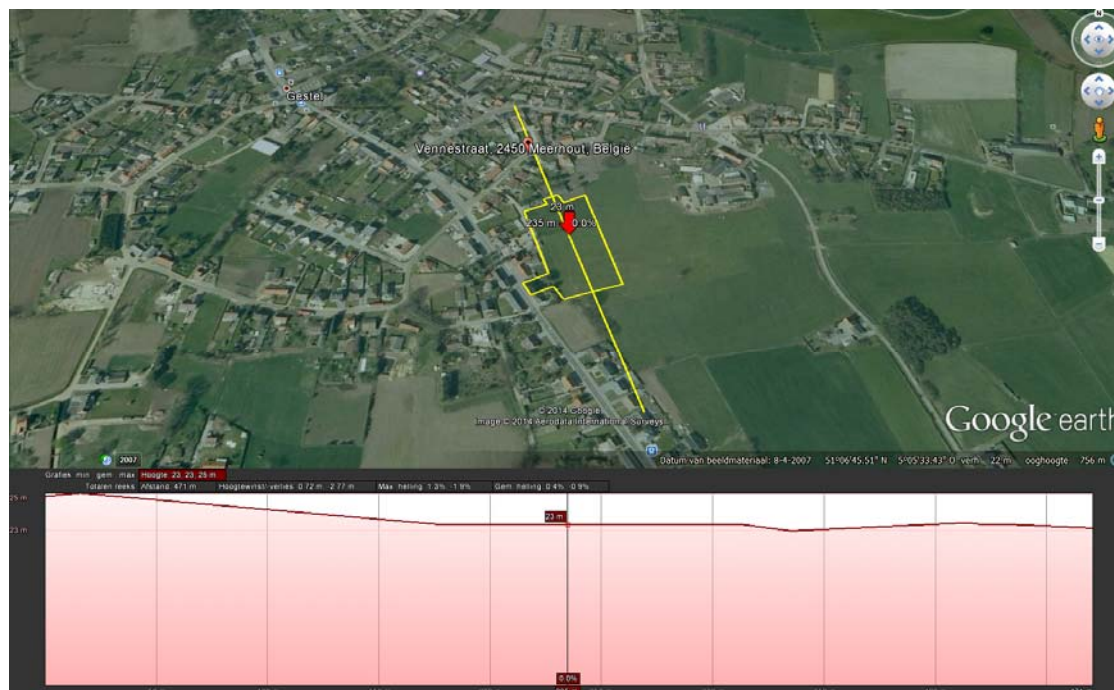 N
Gestel
Vennestraat, 2450 Meerhout, België
23 m
235 m 0.0%
© 2014 Google
Image © 2014 Aerodata International Surveys
Google earth
2007
Datum van beeldmateriaal: 8-4-2007 51°06'45.51" N 5°05'33.43" O verh. 22 m ooghoogte 756 m
Grafiek min gem max Hoogte 23, 23, 25 m
Totalen reeks Afstand 471 m Hoogtewinst/-verlies 0.72 m -2.77 m Max helling 1.3% -1.9% Gem. helling 0.4% -0.9%
25 m
23 m
23 m
0.0%